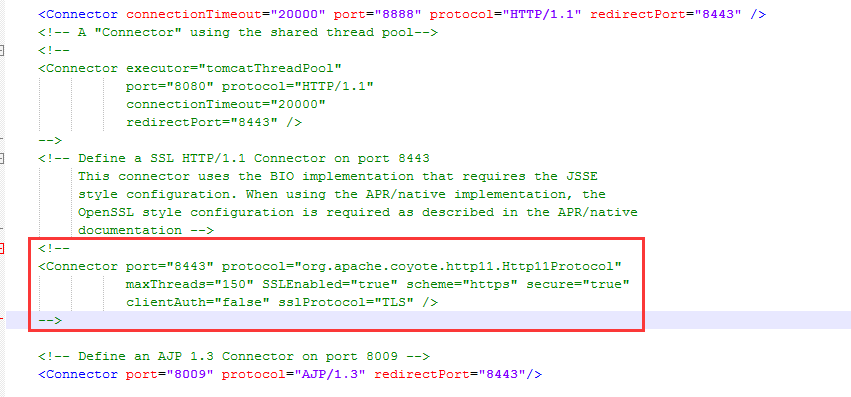 <Connector connectionTimeout="20000" port="8888" protocol="HTTP/1.1" redirectPort="8443" />
<!-- A "Connector" using the shared thread pool-->
<!--
<Connector executor="tomcatThreadPool"
port="8080" protocol="HTTP/1.1"
connectionTimeout="20000"
redirectPort="8443" />
-->
<!-- Define a SSL HTTP/1.1 Connector on port 8443
This connector uses the BIO implementation that requires the JSSE
style configuration. When using the APR/native implementation, the
OpenSSL style configuration is required as described in the APR/native
documentation -->
<!--
<Connector port="8443" protocol="org.apache.coyote.http11.Http11Protocol"
maxThreads="150" SSLEnabled="true" scheme="https" secure="true"
clientAuth="false" sslProtocol="TLS" />
-->
<!-- Define an AJP 1.3 Connector on port 8009 -->
<Connector port="8009" protocol="AJP/1.3" redirectPort="8443"/>